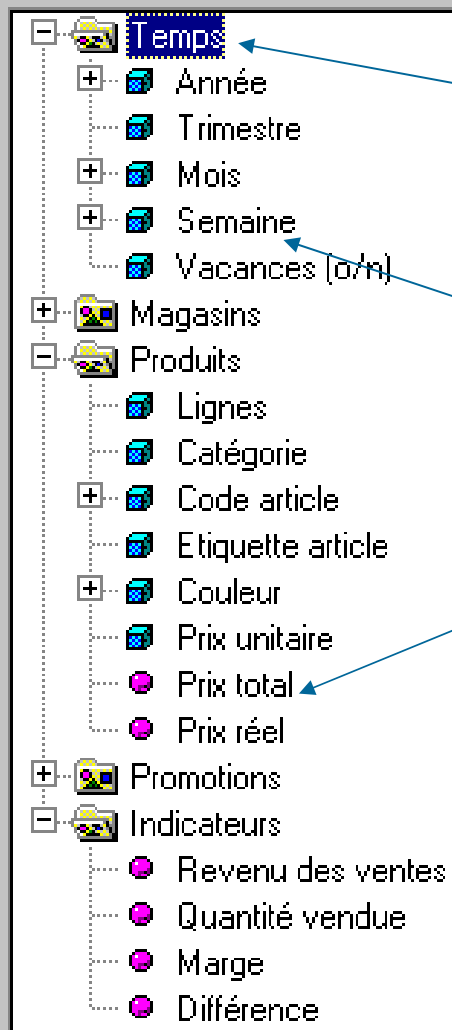 Temps
Année
Trimestre
Mois
Semaine
Vacances (o/n)
Magasins
Produits
Lignes
Catégorie
Code article
Etiquette article
Couleur
Prix unitaire
Prix total
Prix réel
Promotions
Indicateurs
Revenu des ventes
Quantité vendue
Marge
Différence